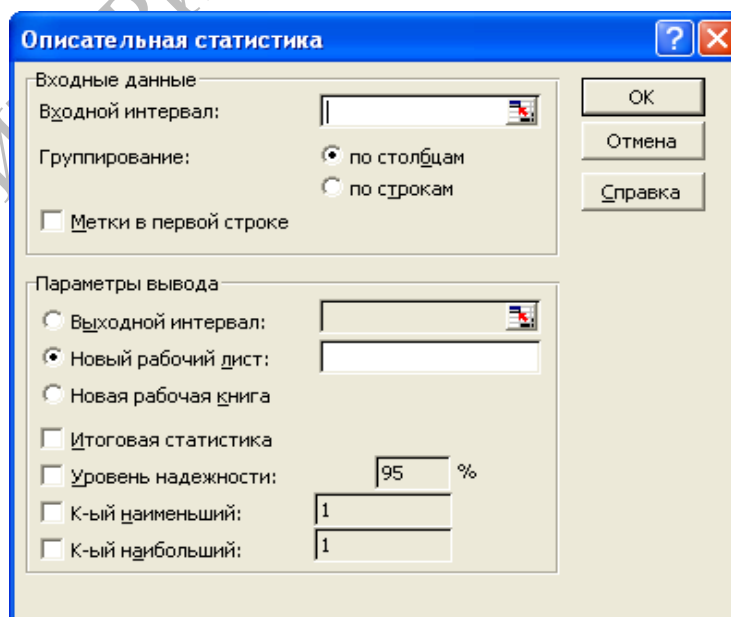 Описательная статистика
Входные данные
Входной интервал:
Группирование:
по столбцам
по строкам
Метки в первой строке
OK
Отмена
Справка
Параметры вывода
Выходной интервал:
Новый рабочий лист:
Новая рабочая книга
Итоговая статистика
Уровень надежности: 95 %
К-ый наименьший: 1
К-ый наибольший: 1